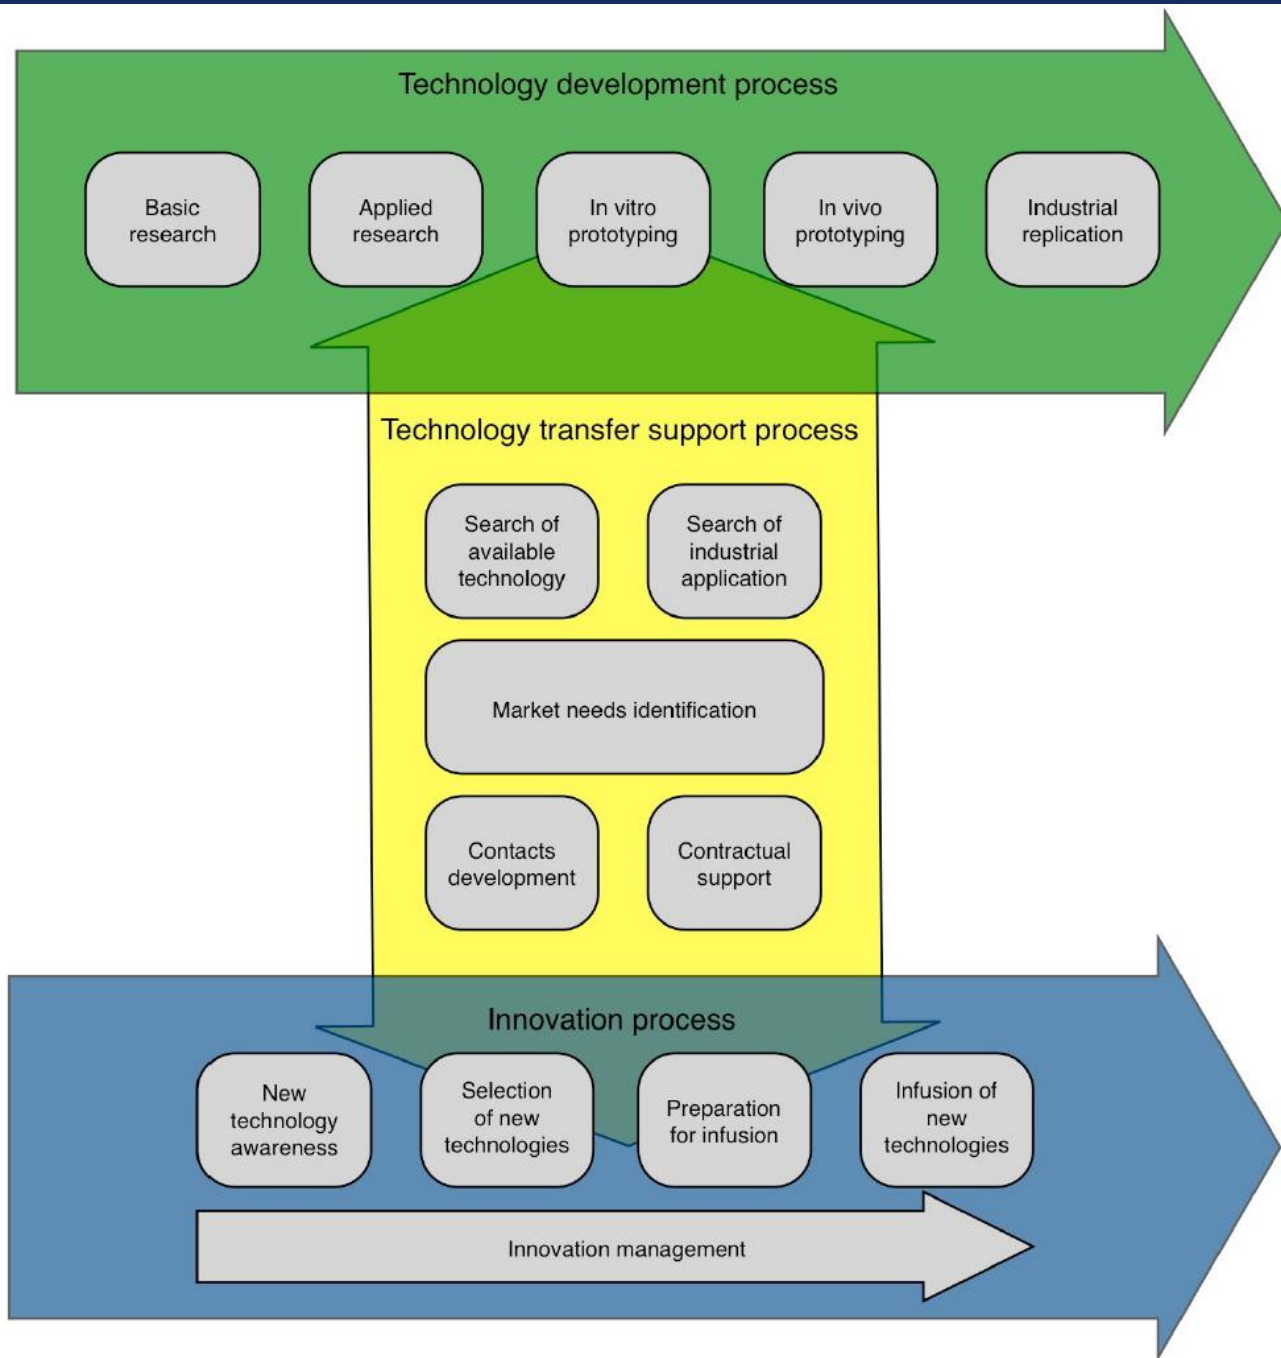 Technology development process
Basic
research
Applied
research
In vitro
prototyping
In vivo
prototyping
Industrial
replication
Technology transfer support process
Search of
available
technology
Search of
industrial
application
Market needs identification
Contacts
development
Contractual
support
Innovation process
New
technology
awareness
Selection
of new
technologies
Preparation
for infusion
Infusion of
new
technologies
Innovation management